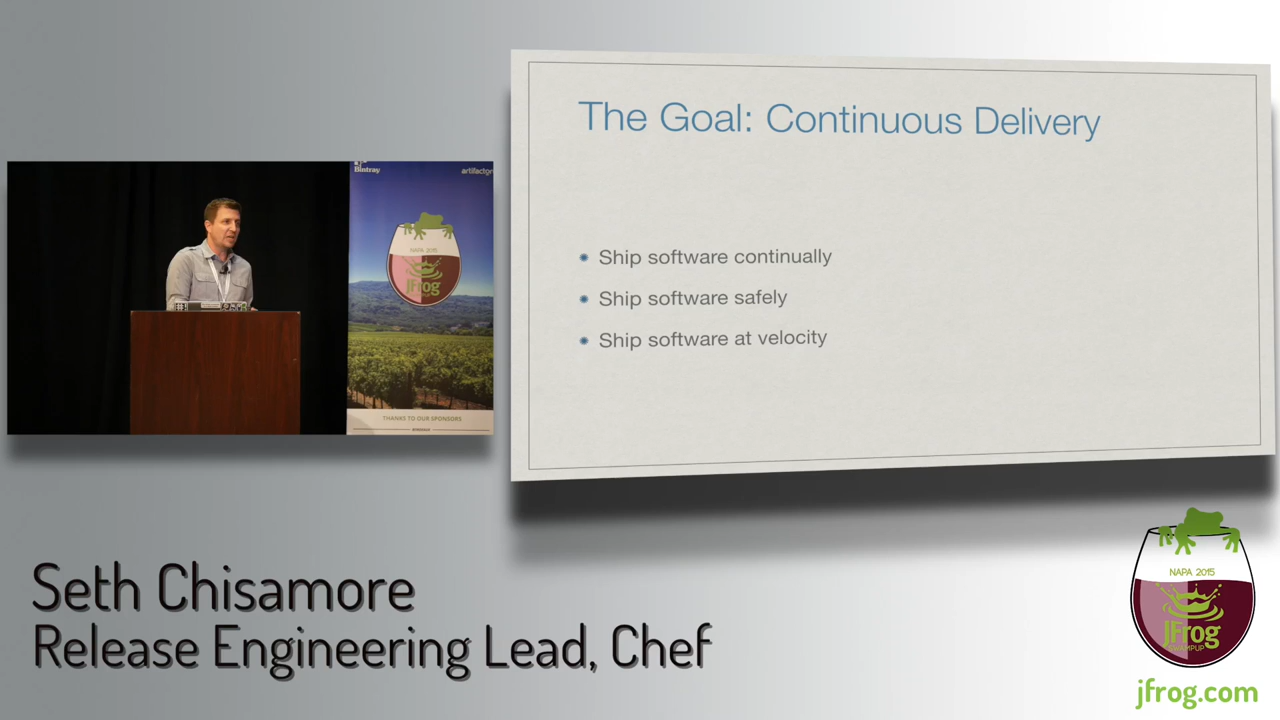 The Goal: Continuous Delivery
Ship software continually
Ship software safely
Ship software at velocity
Bintray
NAPA 2015
JFrog
THANKS TO OUR SPONSORS
Seth Chisamore
Release Engineering Lead, Chef
NAPA 2015
JFrog
SWAMPUP
jfrog.com